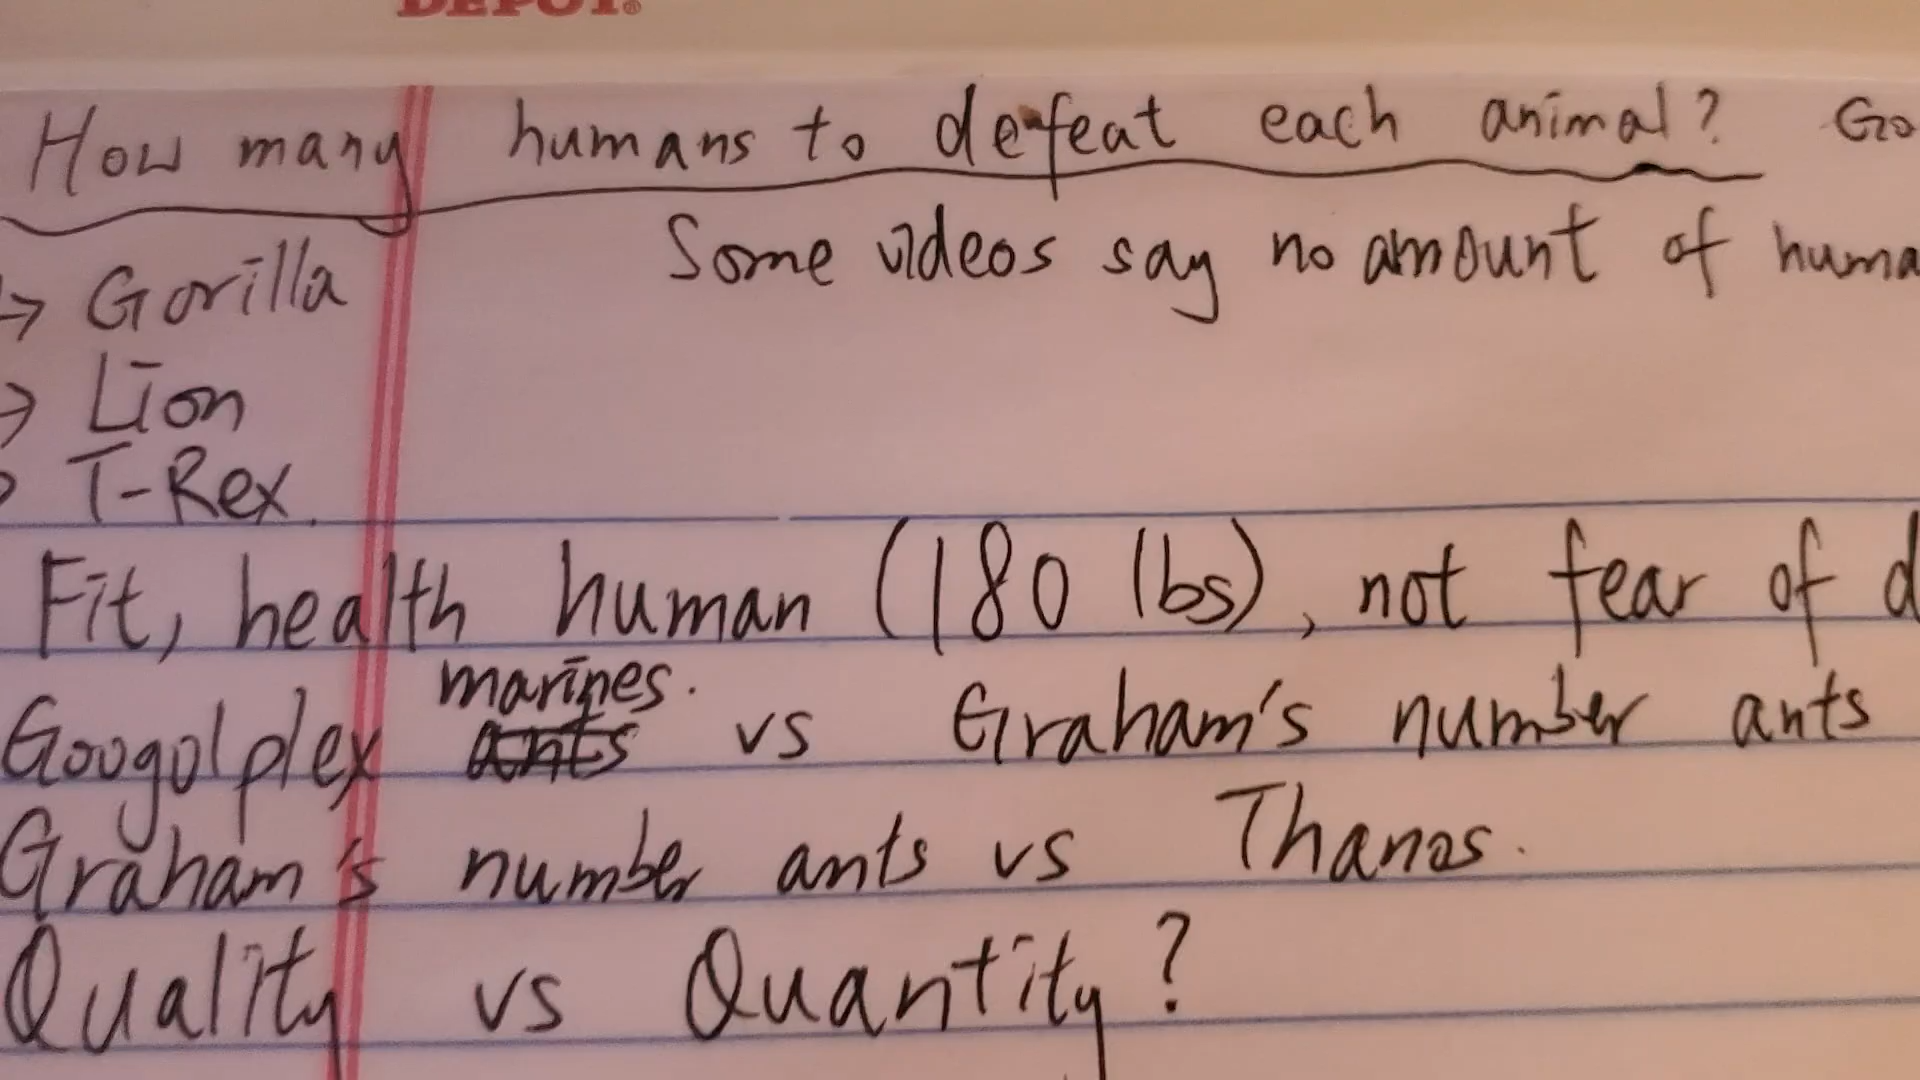 DEPOT®
How many humans to defeat each animal? Go
Some videos say no amount of huma
→ Gorilla
→ Lion
T-Rex.
Fit, health human (180 lbs), not fear of d
Googolplex marines. vs Graham's number ants
Graham's number ants vs Thanos.
Quality vs Quantity?